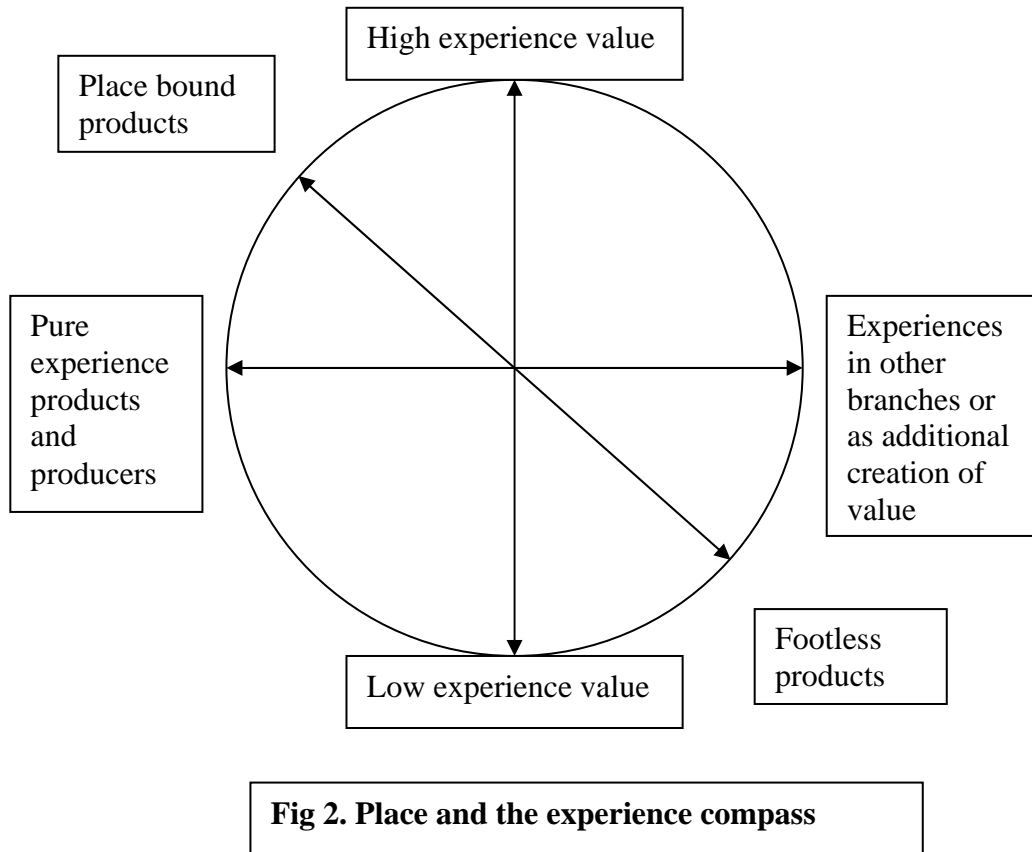 High experience value
Place bound
products
Pure
experience
products
and
producers
Experiences
in other
branches or
as additional
creation of
value
Footless
products
Low experience value
Fig 2. Place and the experience compass